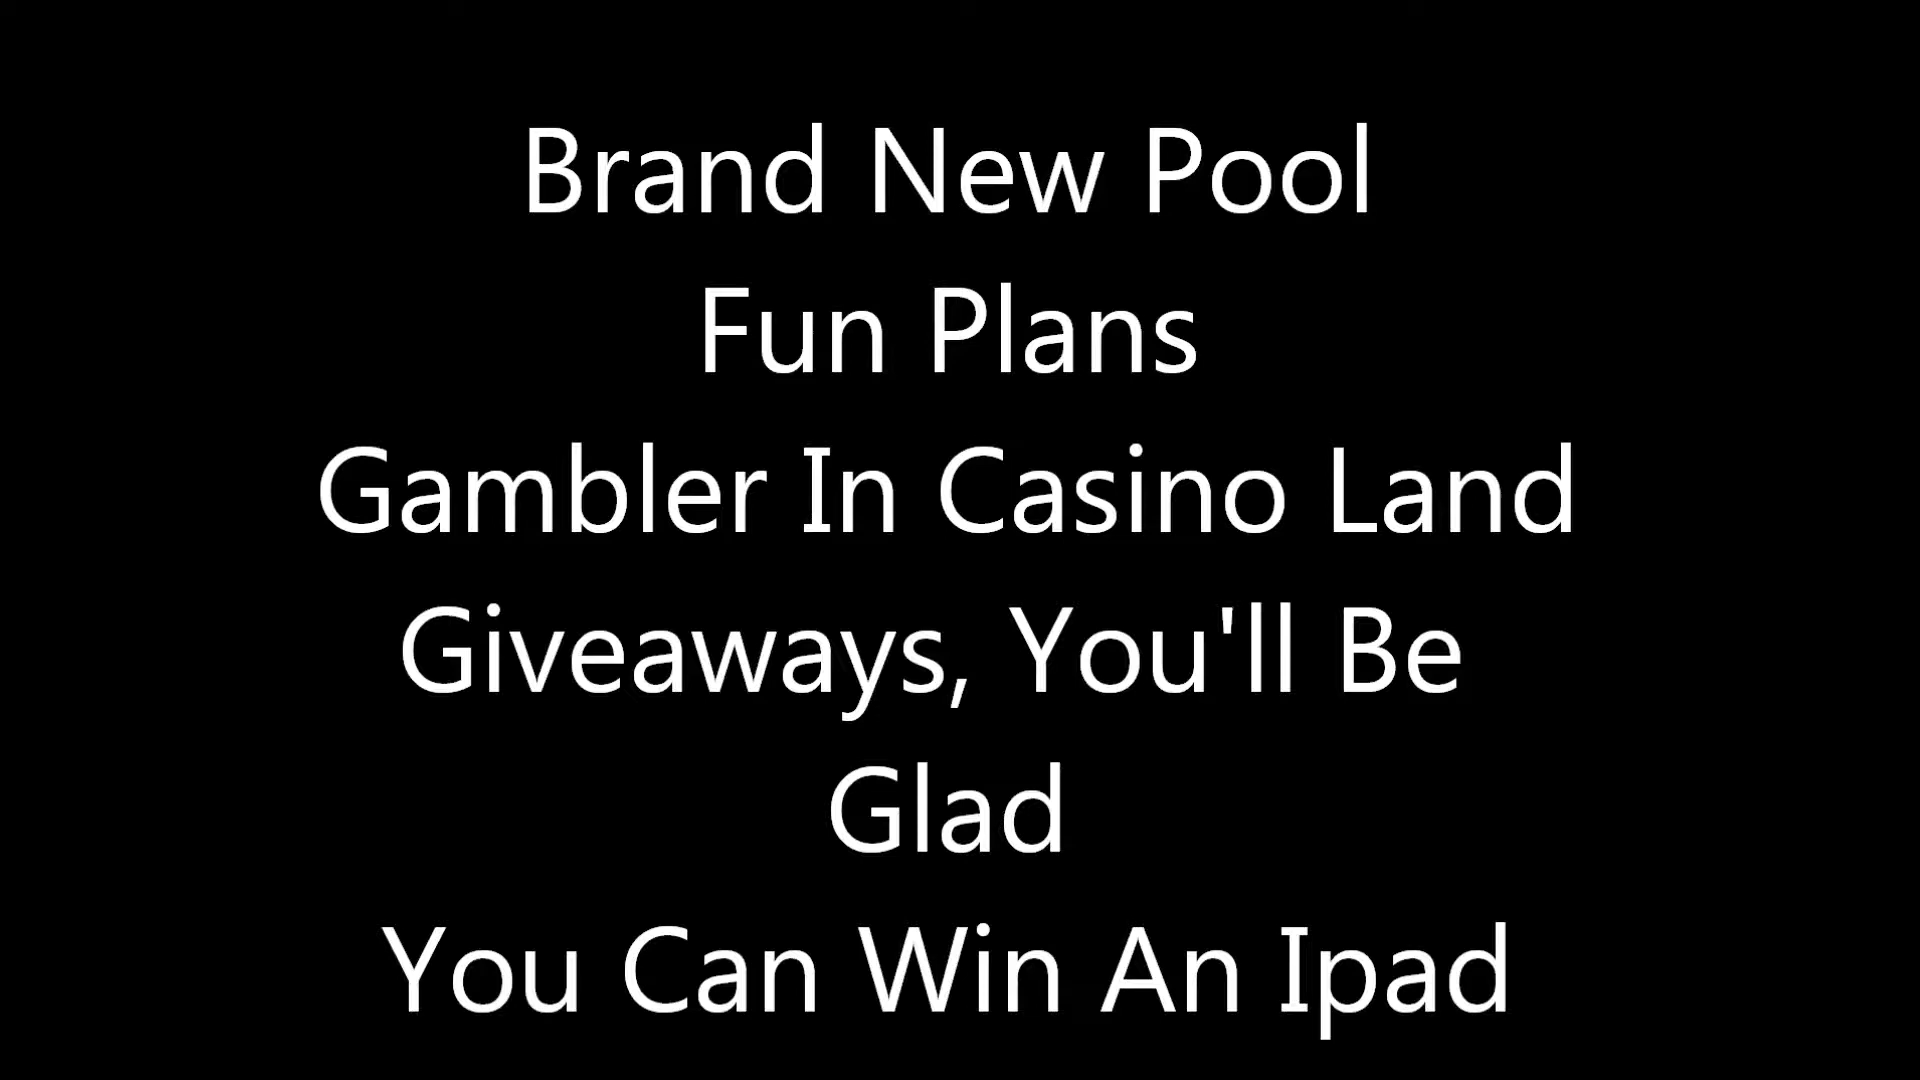 Brand New Pool
Fun Plans
Gambler In Casino Land
Giveaways, You'll Be
Glad
You Can Win An Ipad